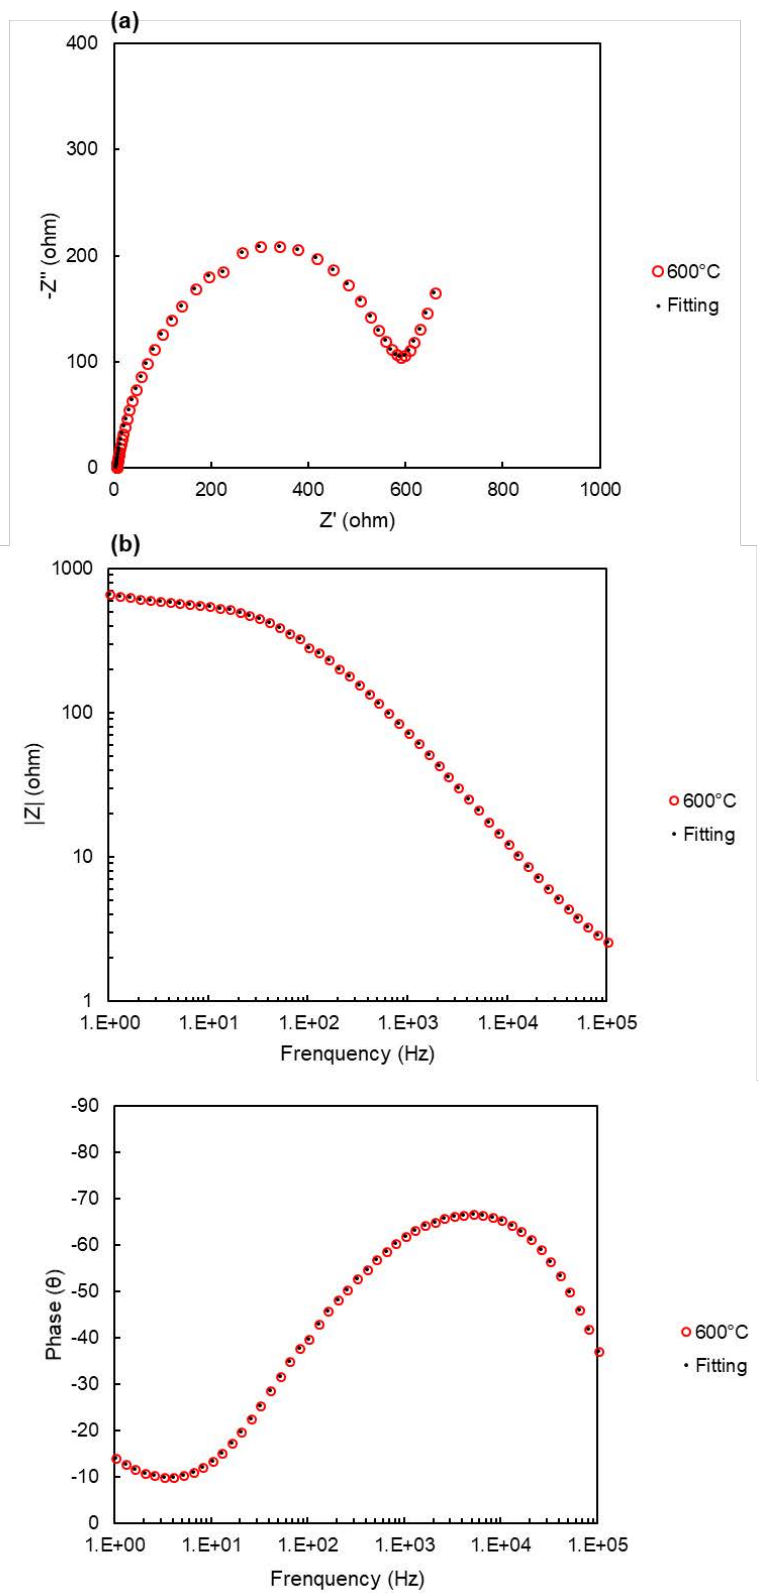 (a)
400
300
200
100
0
-Z'' (ohm)
0 200 400 600 800 1000
Z' (ohm)
600°C
Fitting
(b)
1000
100
10
1
|Z| (ohm)
1.E+00 1.E+01 1.E+02 1.E+03 1.E+04 1.E+05
Frenquency (Hz)
600°C
Fitting
-90
-80
-70
-60
-50
-40
-30
-20
-10
0
Phase (θ)
1.E+00 1.E+01 1.E+02 1.E+03 1.E+04 1.E+05
Frenquency (Hz)
600°C
Fitting